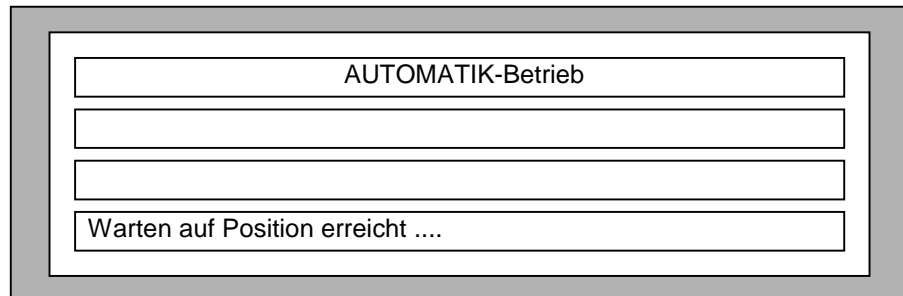 AUTOMATIK-Betrieb
Warten auf Position erreicht ....